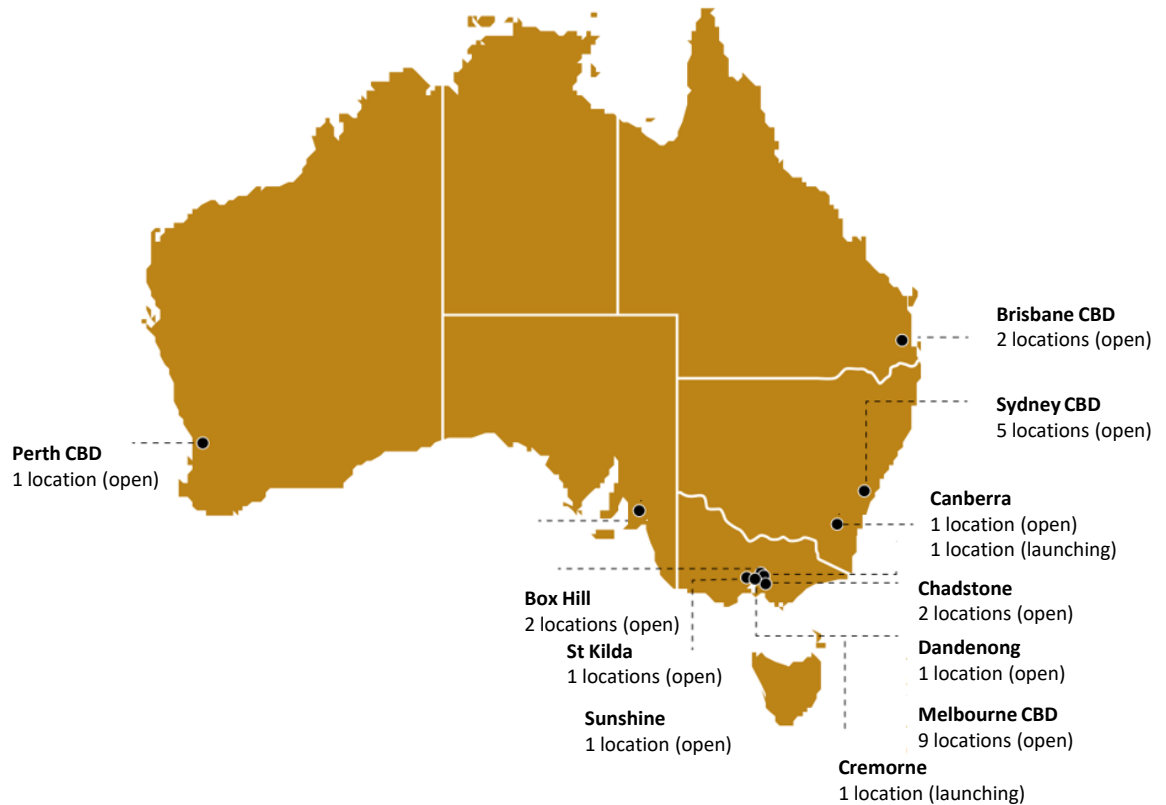 Brisbane CBD
2 locations (open)
Sydney CBD
5 locations (open)
Perth CBD
1 location (open)
Canberra
1 location (open)
1 location (launching)
Chadstone
2 locations (open)
Box Hill
2 locations (open)
St Kilda
1 locations (open)
Dandenong
1 location (open)
Sunshine
1 location (open)
Melbourne CBD
9 locations (open)
Cremorne
1 location (launching)